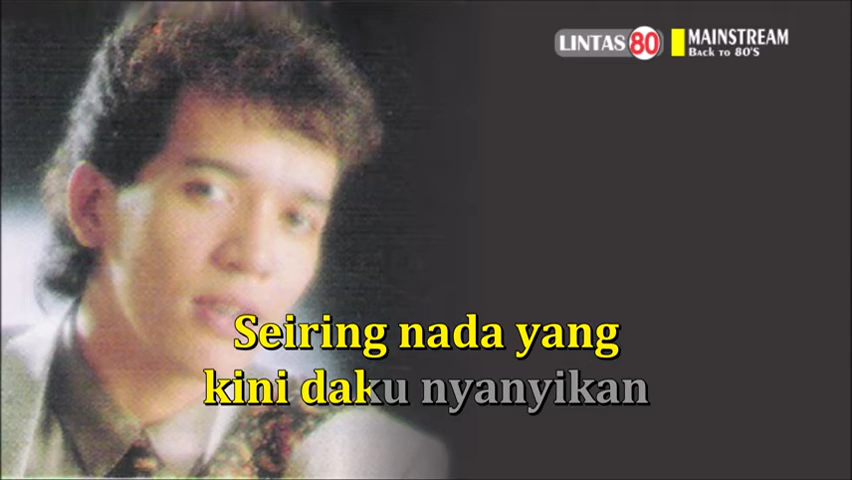 LINTAS 80
MAINSTREAM
BACK TO 80'S
Seiring nada yang
kini daku nyanyikan